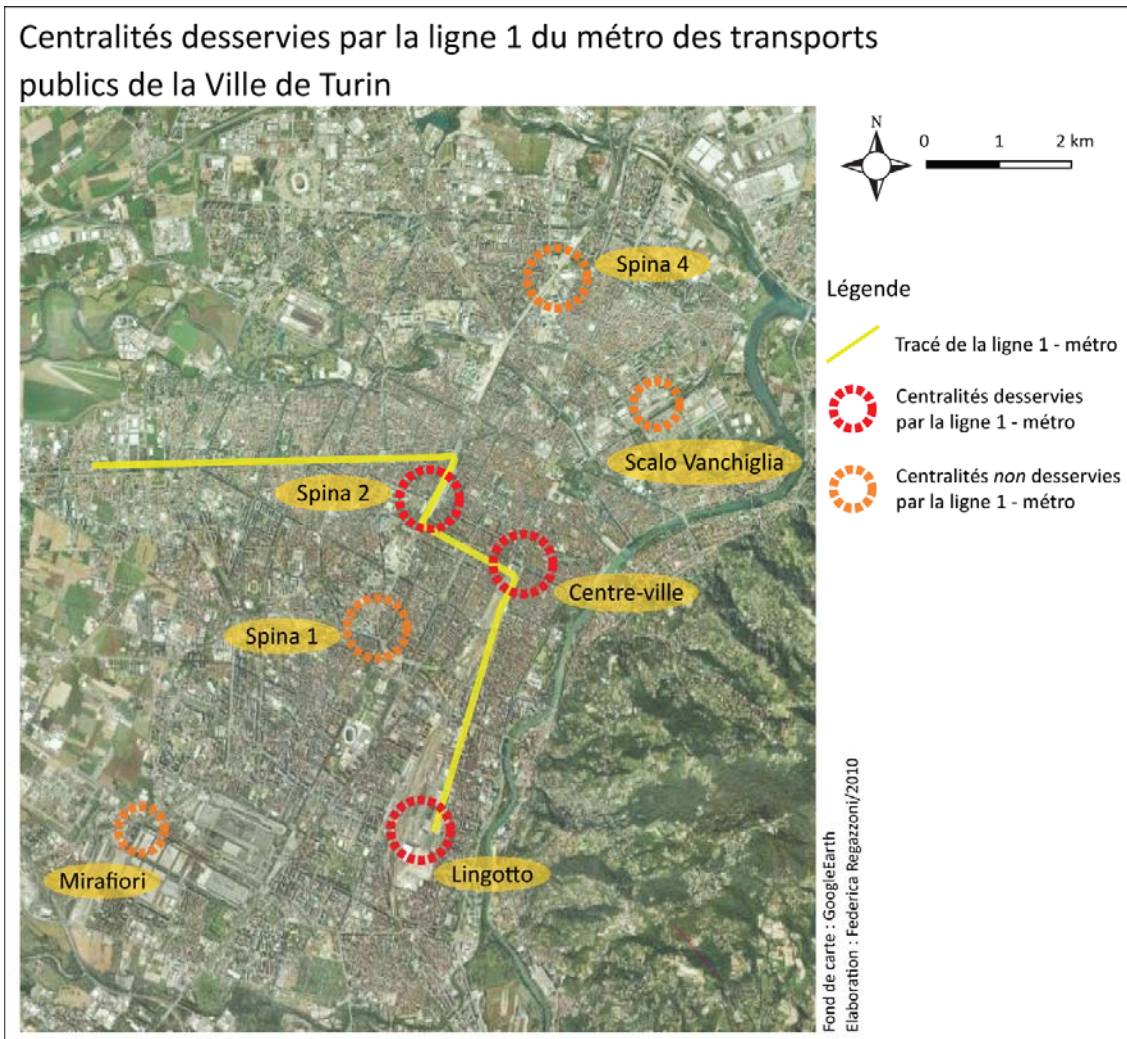 Centralités desservies par la ligne 1 du métro des transports
publics de la Ville de Turin
N
0 1 2 km
Spina 4
Légende
Tracé de la ligne 1 - métro
Centralités desservies
par la ligne 1 - métro
Scalo Vanchiglia
Centralités non desservies
par la ligne 1 - métro
Spina 2
Centre-ville
Spina 1
Mirafiori
Lingotto
Fond de carte : GoogleEarth
Elaboration : Federica Regazzoni/2010